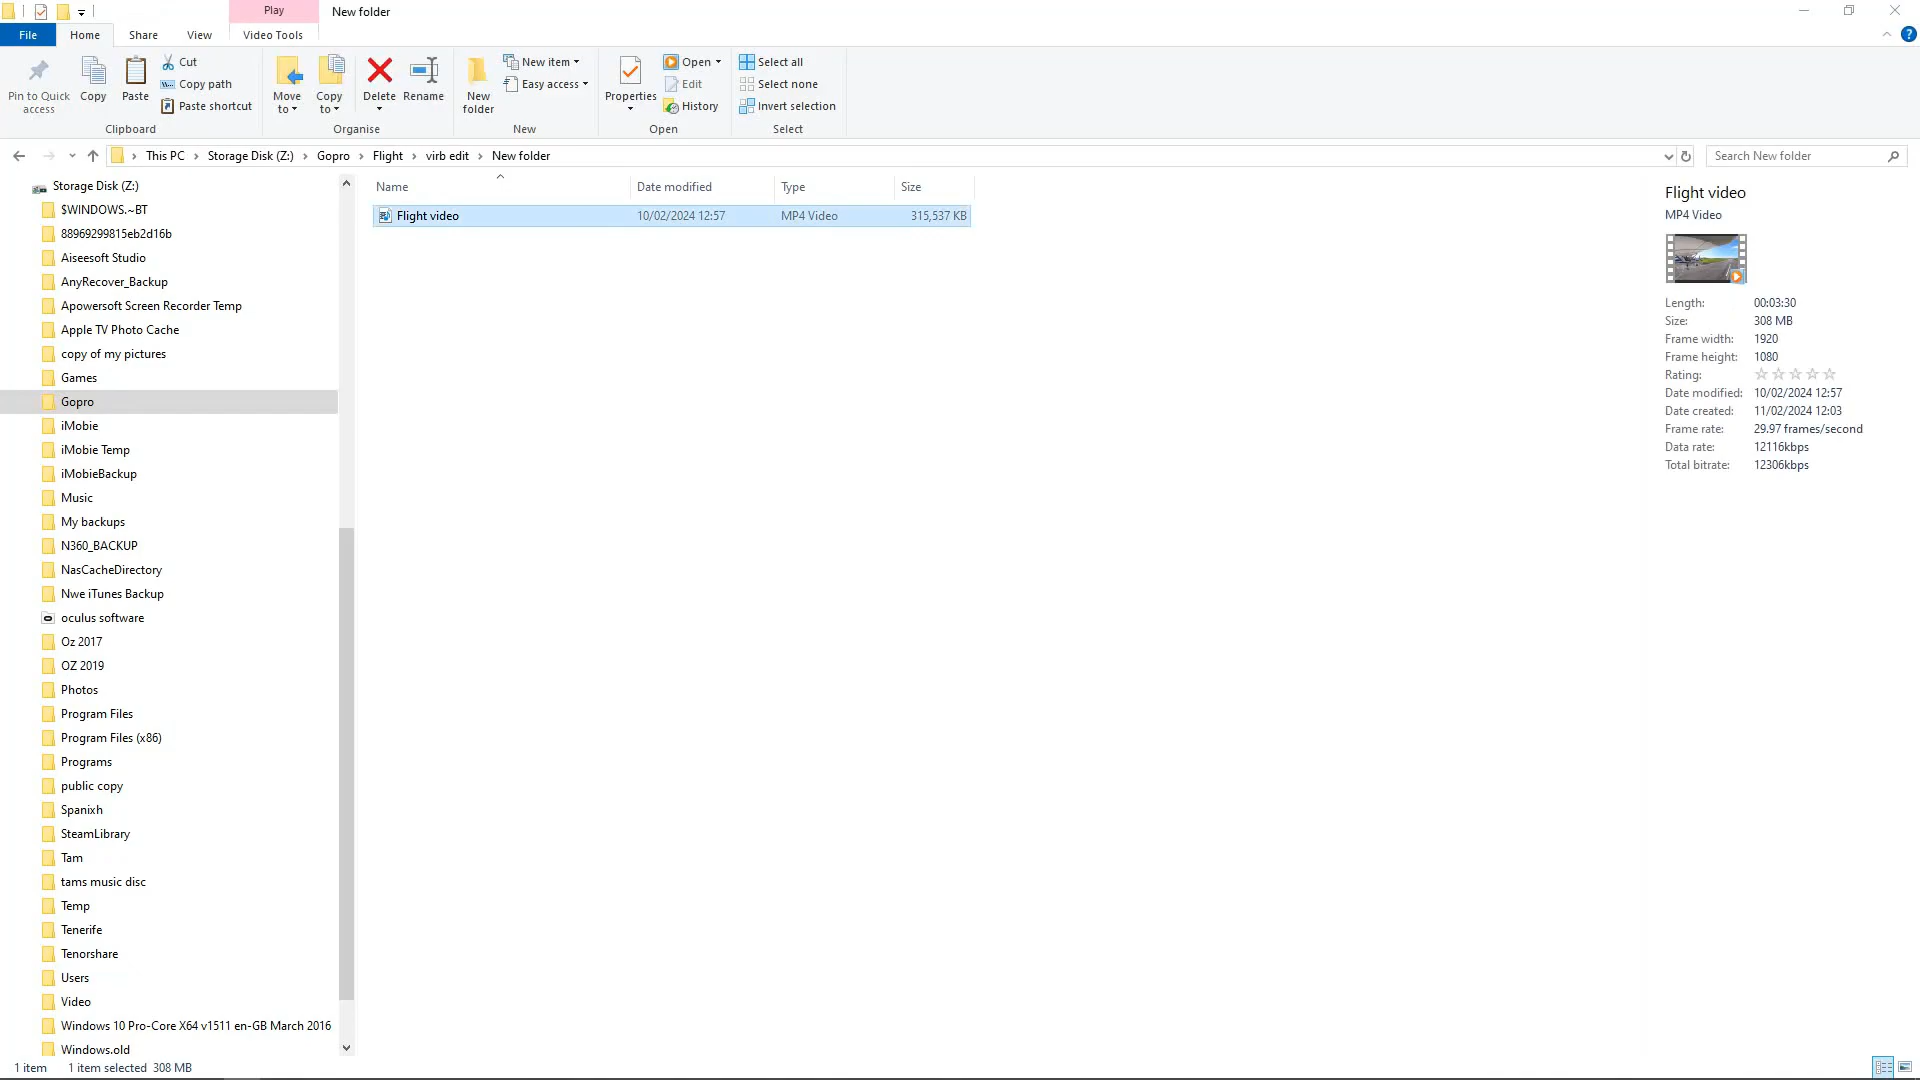 Play
New folder
File
Home
Share
View
Video Tools
Pin to Quick access
Copy
Paste
Cut
Copy path
Paste shortcut
Clipboard
Move to
Copy to
Delete
Rename
Organise
New folder
New item
Easy access
New
Properties
Open
Edit
History
Open
Select all
Select none
Invert selection
Select
This PC
Storage Disk (Z:)
Gopro
Flight
virb edit
New folder
Search New folder
Storage Disk (Z:)
$WINDOWS.~BT
88969299815eb2d16b
Aiseesoft Studio
AnyRecover_Backup
Apowersoft Screen Recorder Temp
Apple TV Photo Cache
copy of my pictures
Games
Gopro
iMobie
iMobie Temp
iMobieBackup
Music
My backups
N360_BACKUP
NasCacheDirectory
Nwe iTunes Backup
oculus software
Oz 2017
OZ 2019
Photos
Program Files
Program Files (x86)
Programs
public copy
Spanixh
SteamLibrary
Tam
tams music disc
Temp
Tenerife
Tenorshare
Users
Video
Windows 10 Pro-Core X64 v1511 en-GB March 2016
Windows.old
Name Date modified Type Size
Flight video 10/02/2024 12:57 MP4 Video 315,537 KB
Flight video
MP4 Video
Length: 00:03:30
Size: 308 MB
Frame width: 1920
Frame height: 1080
Rating:
Date modified: 10/02/2024 12:57
Date created: 11/02/2024 12:03
Frame rate: 29.97 frames/second
Data rate: 12116kbps
Total bitrate: 12306kbps
1 item 1 item selected 308 MB